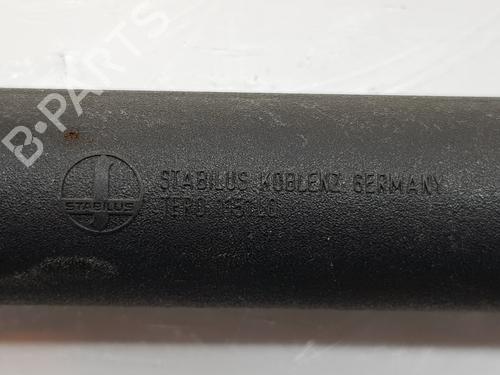 B-PARTS
STABILUS KOBLENZ GERMANY
STABILUS